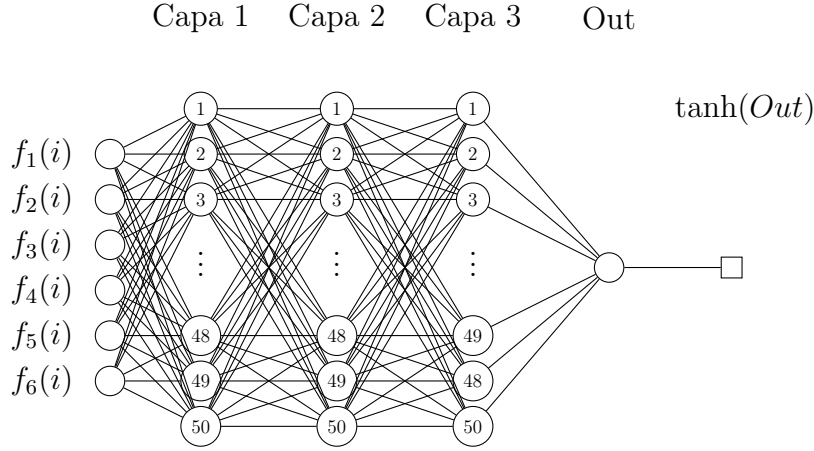 Capa 1 Capa 2 Capa 3 Out
tanh(Out)
1 1 1
f₁(i) 2 2 2
f₂(i) 3 3 3
f₃(i) ⋮ ⋮ ⋮
f₄(i)
f₅(i) 48 48 49
f₆(i) 49 49 48
50 50 50